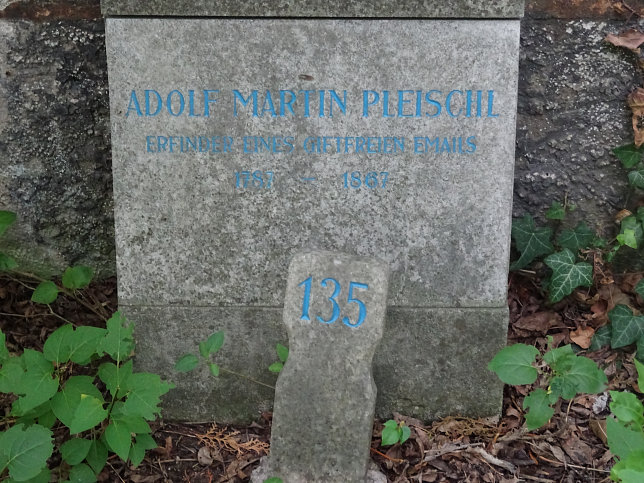 ADOLF MARTIN PLEISCHL
ERFINDER EINES GIFTFREIEN EMAILS
1787 - 1867
135